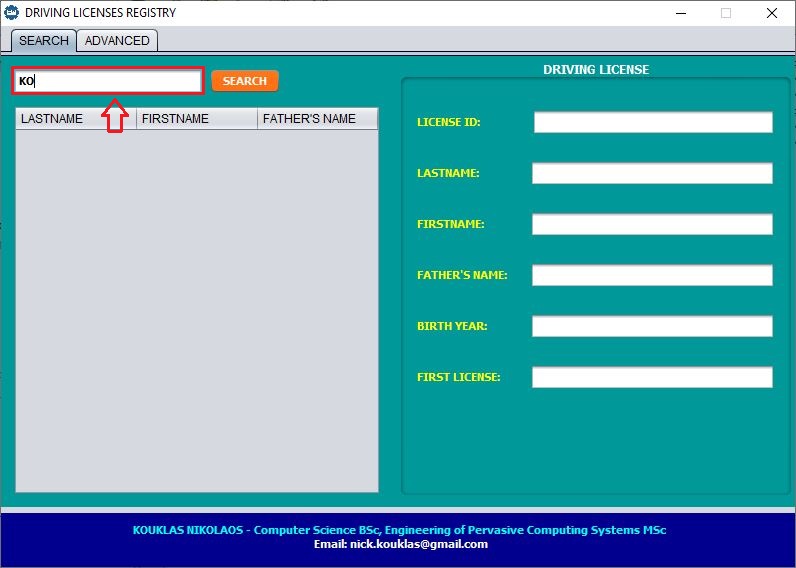 DRIVING LICENSES REGISTRY
SEARCH ADVANCED
KO SEARCH
LASTNAME FIRSTNAME FATHER'S NAME
DRIVING LICENSE
LICENSE ID:
LASTNAME:
FIRSTNAME:
FATHER'S NAME:
BIRTH YEAR:
FIRST LICENSE:
KOUKLAS NIKOLAOS - Computer Science BSc, Engineering of Pervasive Computing Systems MSc
Email: nick.kouklas@gmail.com